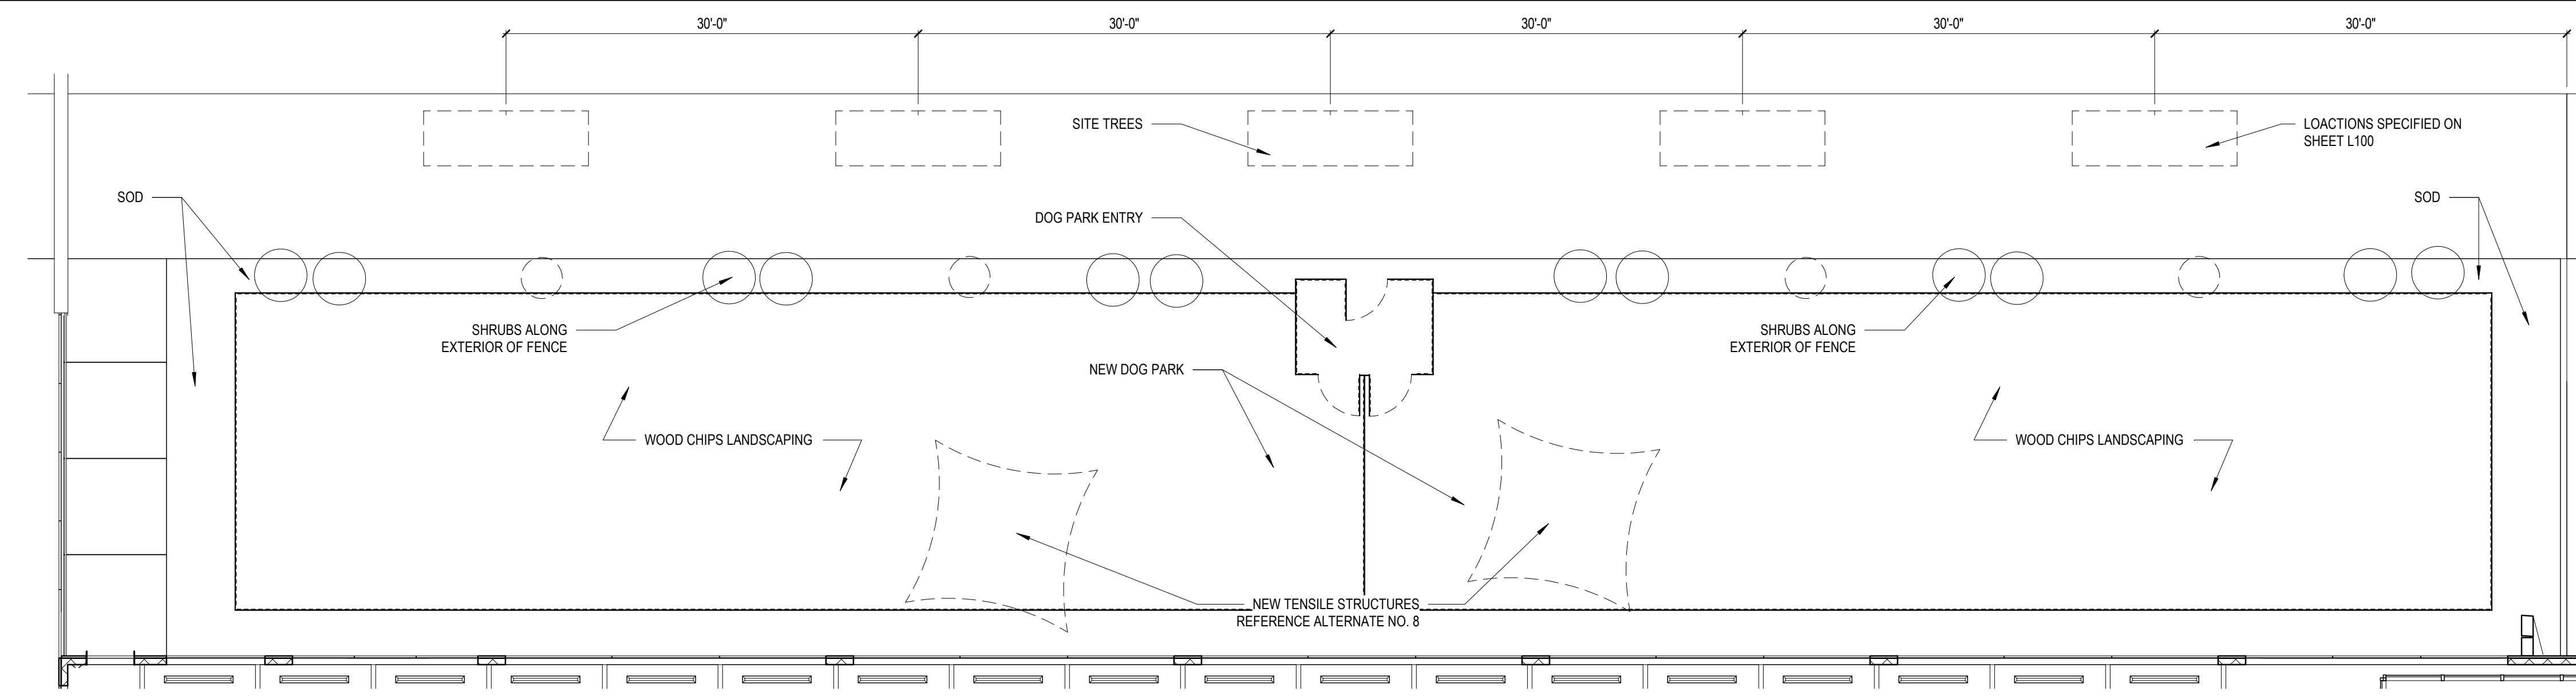 30'-0"
30'-0"
30'-0"
30'-0"
30'-0"
SITE TREES
LOACTIONS SPECIFIED ON
SHEET L100
SOD
DOG PARK ENTRY
SOD
SHRUBS ALONG
EXTERIOR OF FENCE
SHRUBS ALONG
EXTERIOR OF FENCE
NEW DOG PARK
WOOD CHIPS LANDSCAPING
WOOD CHIPS LANDSCAPING
NEW TENSILE STRUCTURES
REFERENCE ALTERNATE NO. 8